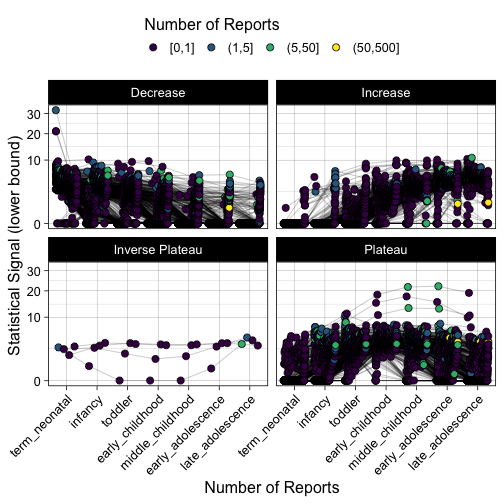 Number of Reports
[0,1] (1,5] (5,50] (50,500]
Decrease Increase
30
20
10
0
Inverse Plateau Plateau
30
20
10
0
Statistical Signal (lower bound)
term_neonatal infancy toddler early_childhood middle_childhood early_adolescence late_adolescence
term_neonatal infancy toddler early_childhood middle_childhood early_adolescence late_adolescence
Number of Reports